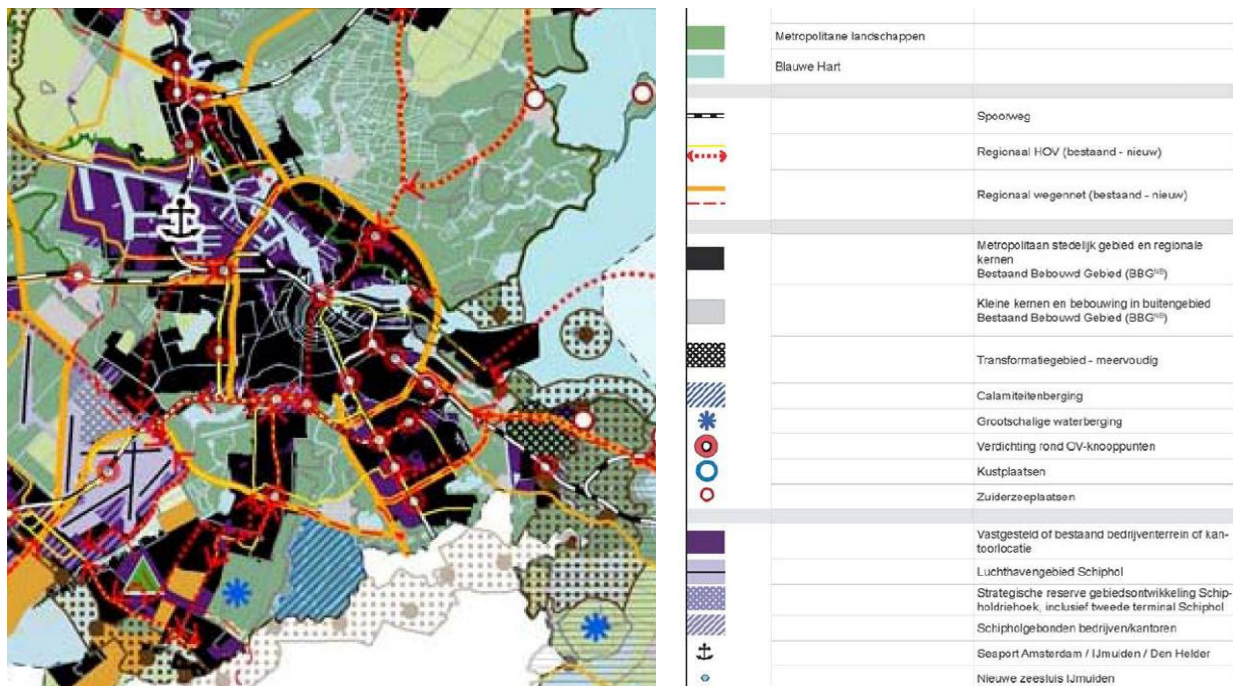 Metropolitane landschappen
Blauwe Hart
Spoorweg
Regionaal HOV (bestaand - nieuw)
Regionaal wegennet (bestaand - nieuw)
Metropolitaan stedelijk gebied en regionale
kernen
Bestaand Bebouwd Gebied (BBGᴺᴮ)
Kleine kernen en bebouwing in buitengebied
Bestaand Bebouwd Gebied (BBGᴺᴮ)
Transformatiegebied - meervoudig
Calamiteitenberging
Grootschalige waterberging
Verdichting rond OV-knooppunten
Kustplaatsen
Zuiderzeeplaatsen
Vastgesteld of bestaand bedrijventerrein of kan-
toorlocatie
Luchthavengebied Schiphol
Strategische reserve gebiedsontwikkeling Schip-
holdriehoek, inclusief tweede terminal Schiphol
Schipholgebonden bedrijven/kantoren
Seaport Amsterdam / IJmuiden / Den Helder
Nieuwe zeesluis IJmuiden